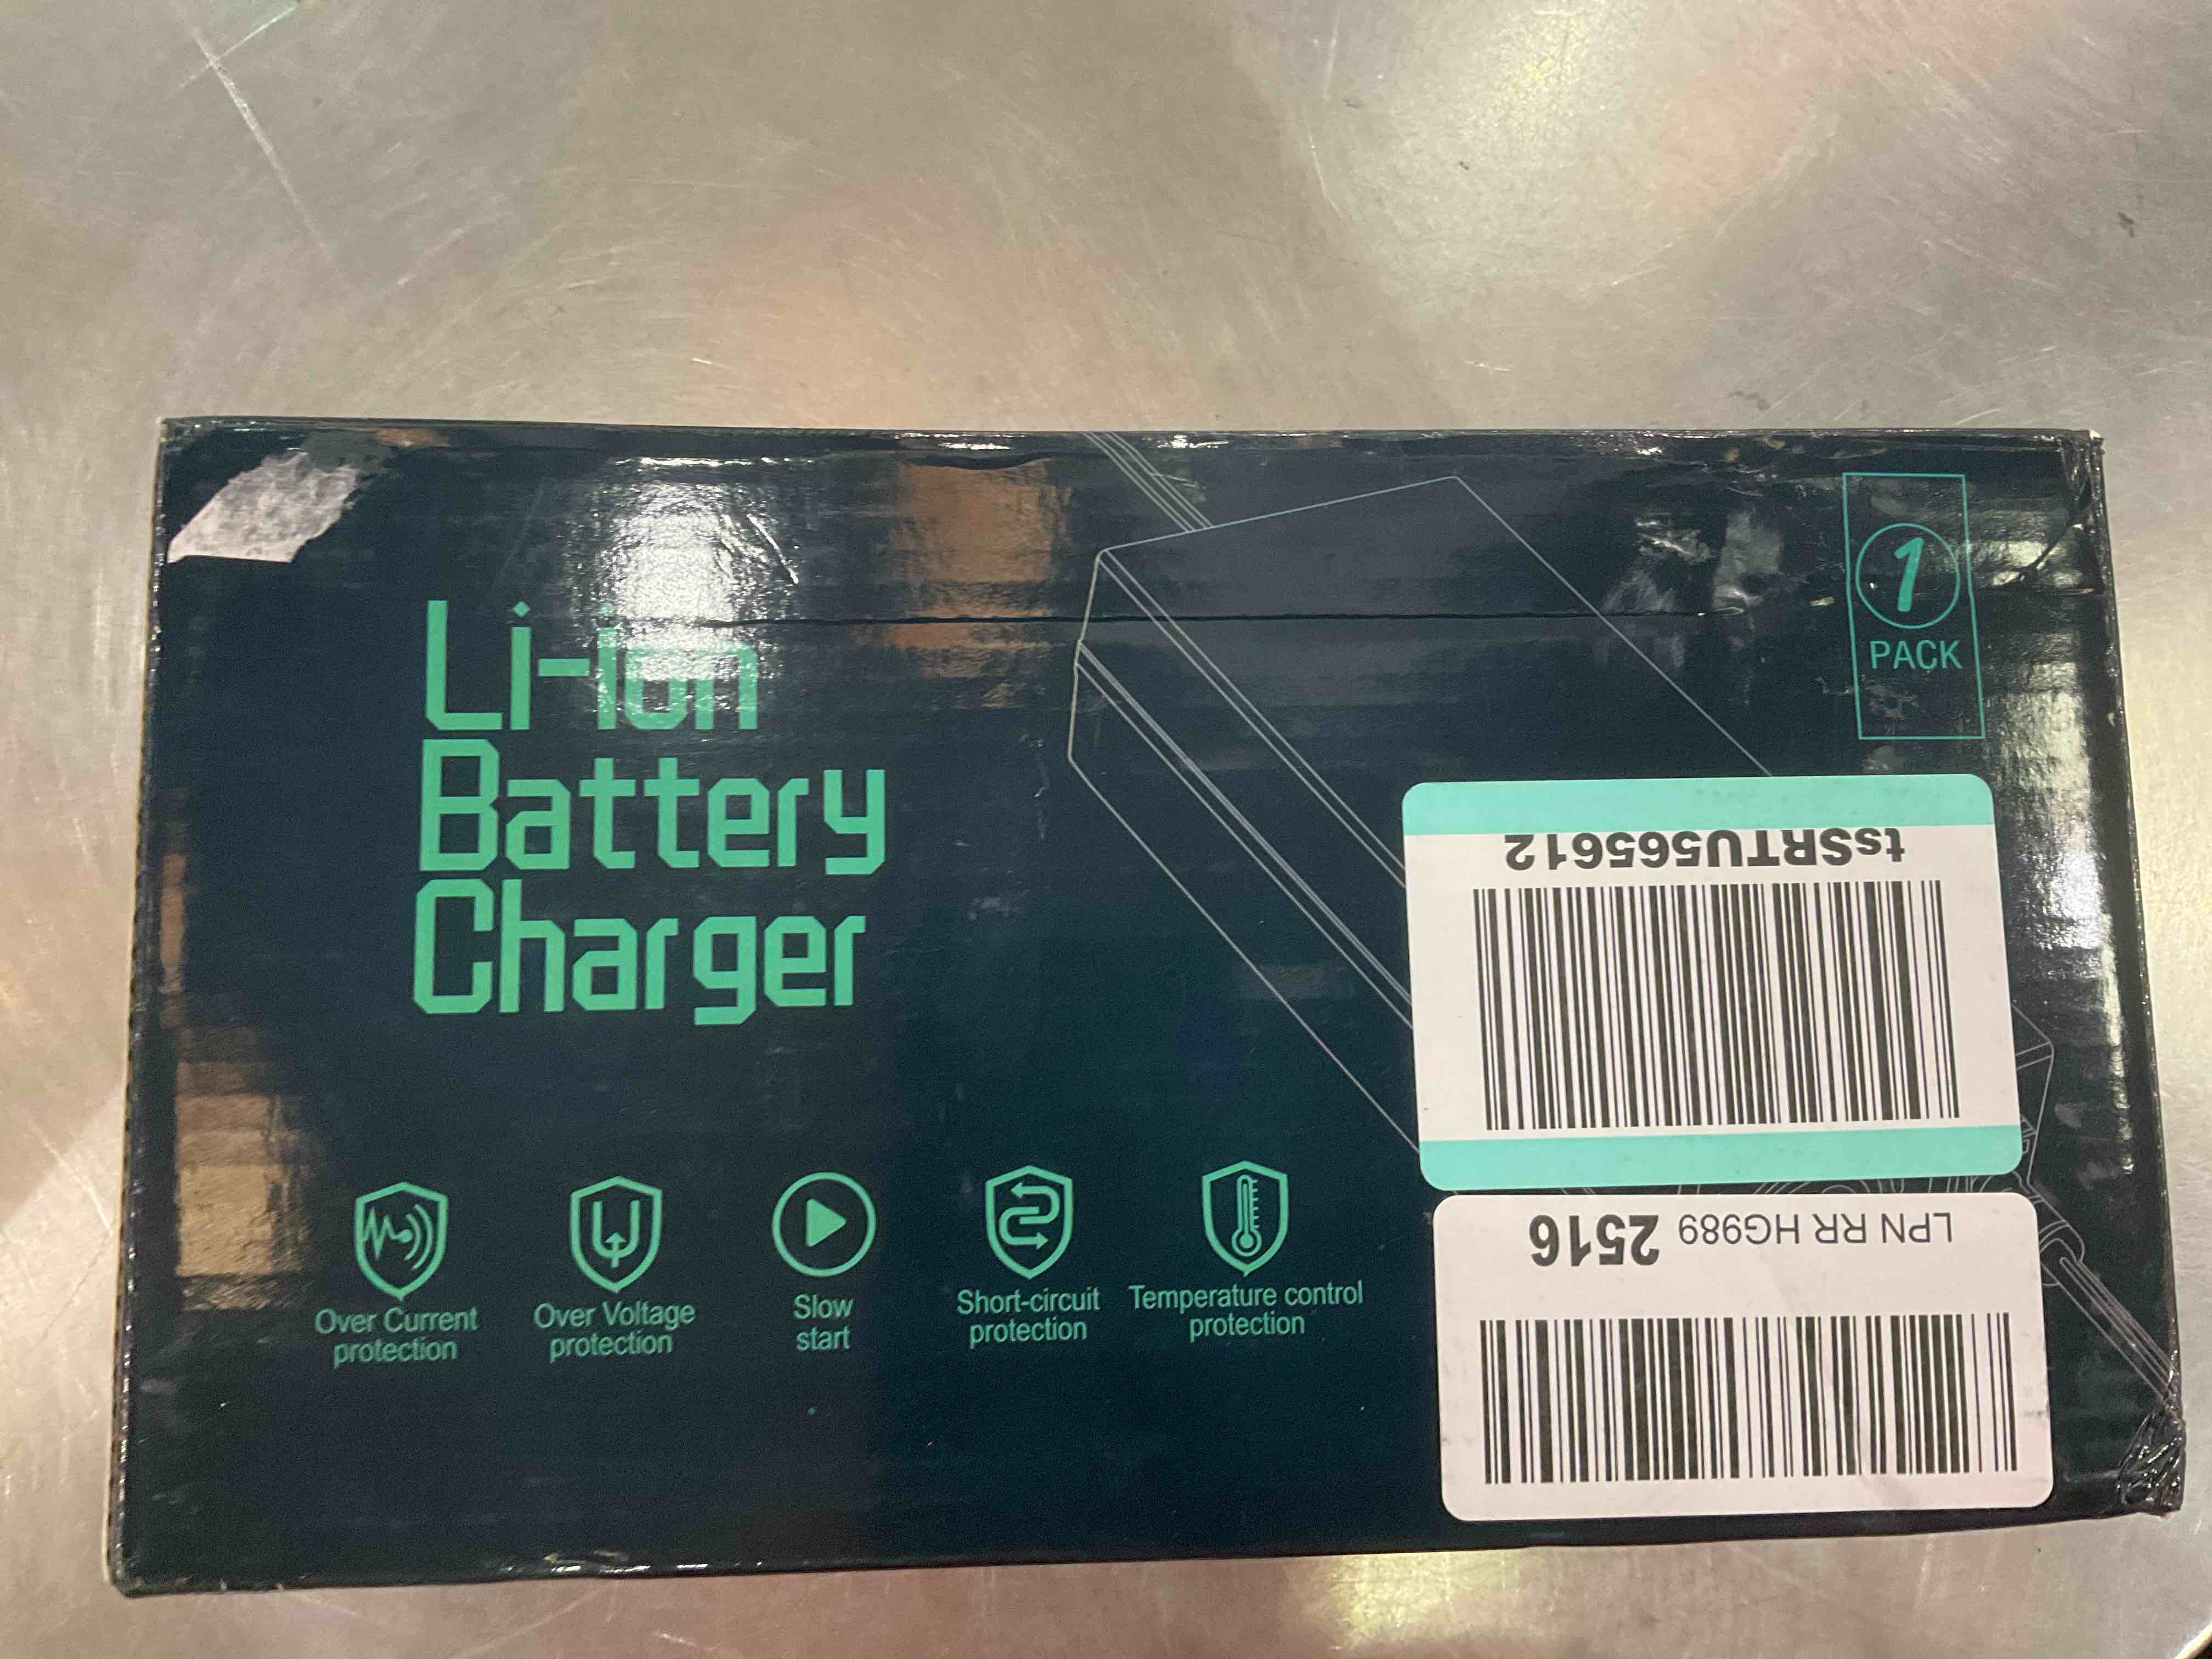 Li-ion
Battery
Charger
1
PACK
tsSRTU565612
LPN RR HG989 2516
Over Current
protection
Over Voltage
protection
Slow
start
Short-circuit
protection
Temperature control
protection